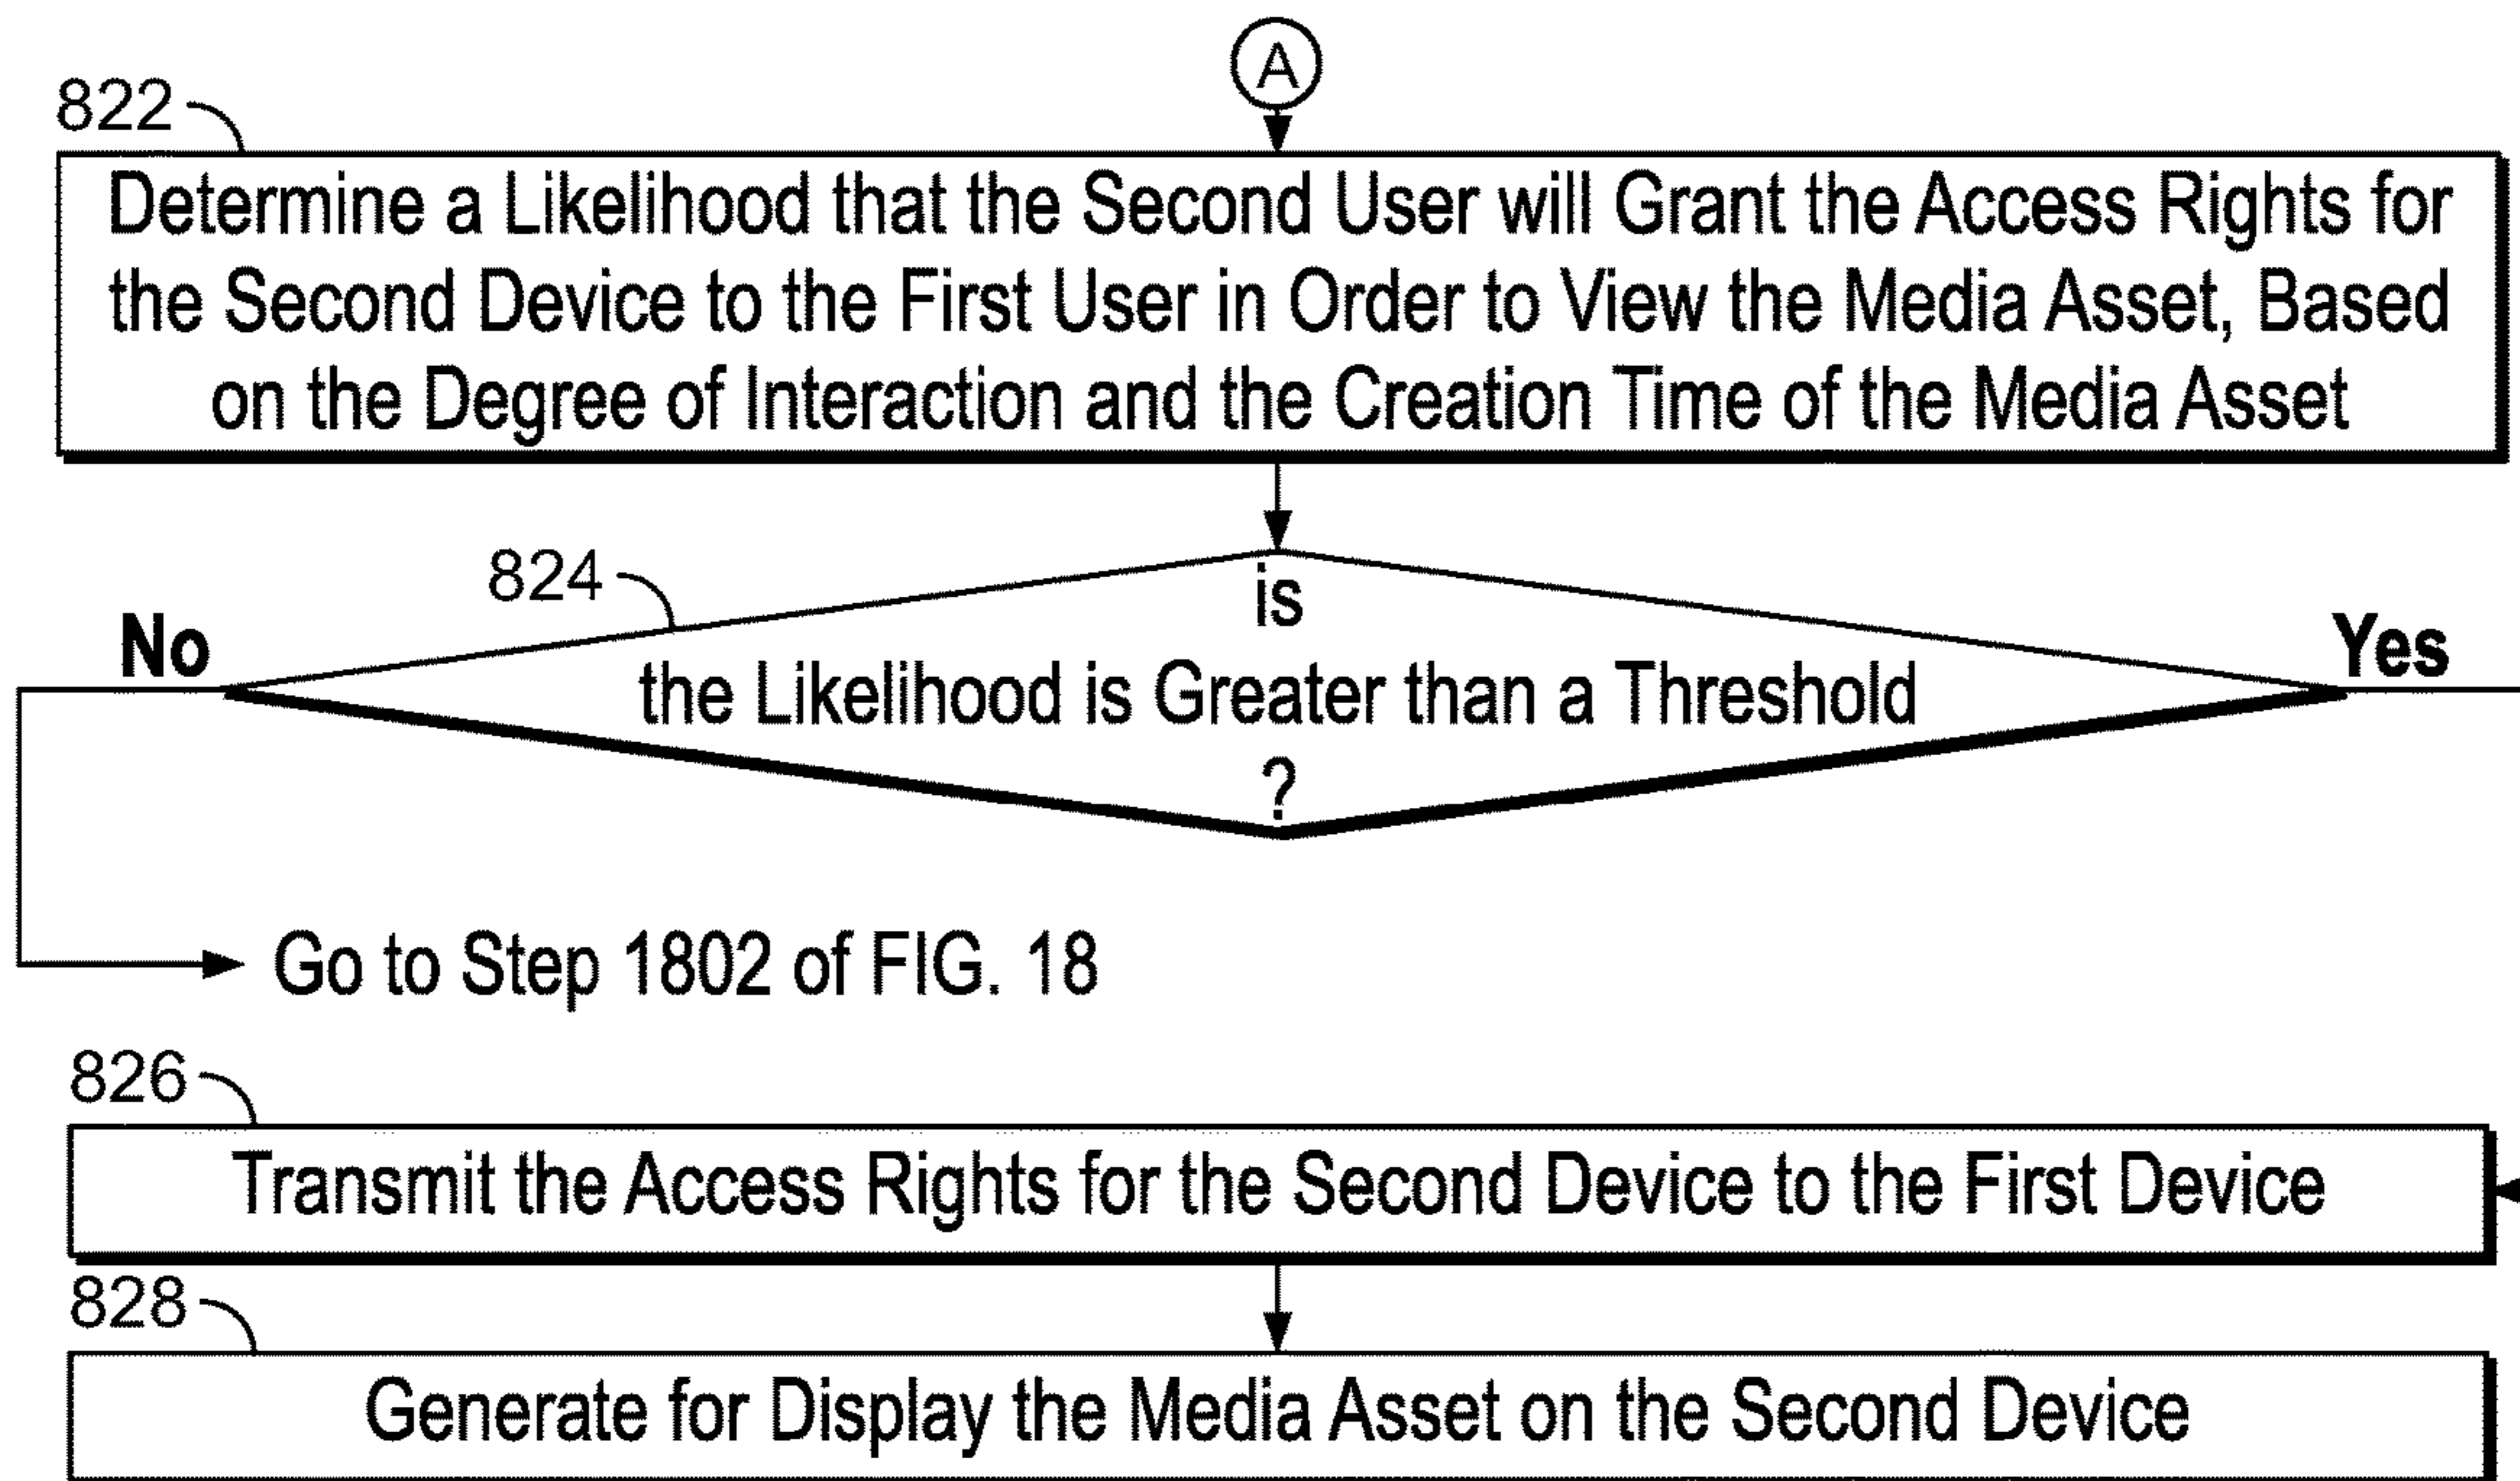 A
822
Determine a Likelihood that the Second User will Grant the Access Rights for
the Second Device to the First User in Order to View the Media Asset, Based
on the Degree of Interaction and the Creation Time of the Media Asset
824
is
No
Yes
the Likelihood is Greater than a Threshold
?
Go to Step 1802 of FIG. 18
826
Transmit the Access Rights for the Second Device to the First Device
828
Generate for Display the Media Asset on the Second Device